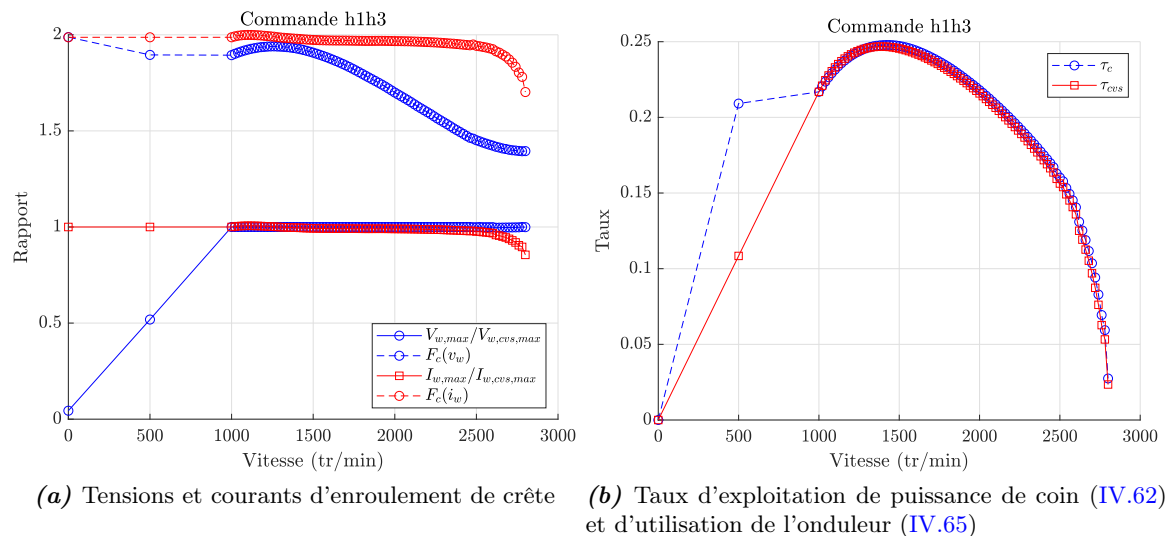 Commande h1h3
2
1.5
1
0.5
0
Rapport
0
500
1000
1500
2000
2500
3000
Vitesse (tr/min)
V_{w,max}/V_{w,cvs,max}
F_c(v_w)
I_{w,max}/I_{w,cvs,max}
F_c(i_w)
(a) Tensions et courants d'enroulement de crête
Commande h1h3
0.25
0.2
0.15
0.1
0.05
0
Taux
0
500
1000
1500
2000
2500
3000
Vitesse (tr/min)
τ_c
τ_{cvs}
(b) Taux d'exploitation de puissance de coin (IV.62)
et d'utilisation de l'onduleur (IV.65)